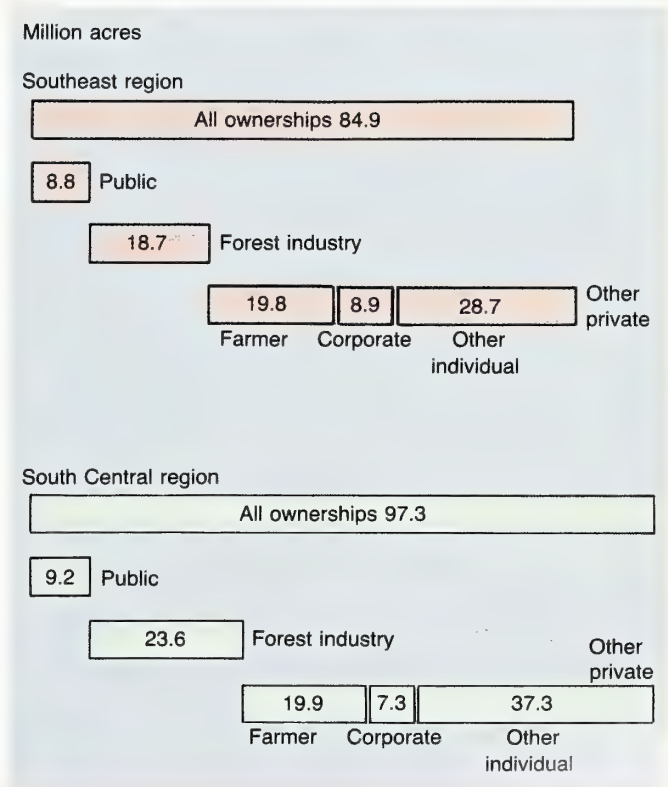 Million acres
Southeast region
All ownerships 84.9
8.8 Public
18.7 Forest industry
19.8 8.9 28.7 Other
private
Farmer Corporate Other
individual
South Central region
All ownerships 97.3
9.2 Public
23.6 Forest industry
Other
private
19.9 7.3 37.3
Farmer Corporate Other
individual